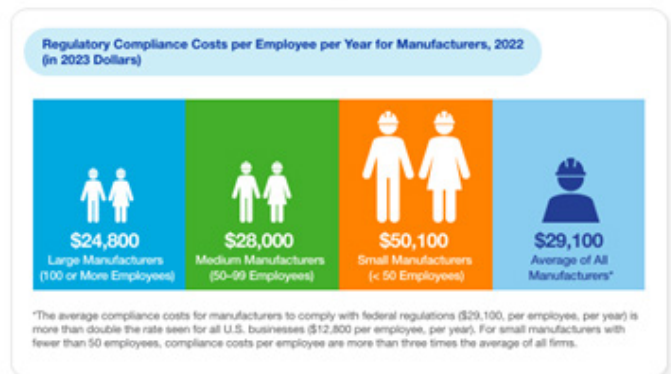 Regulatory Compliance Costs per Employee per Year for Manufacturers, 2022
(in 2023 Dollars)
$24,800
Large Manufacturers
(100 or More Employees)
$28,000
Medium Manufacturers
(50–99 Employees)
$50,100
Small Manufacturers
(< 50 Employees)
$29,100
Average of All
Manufacturers*
*The average compliance costs for manufacturers to comply with federal regulations ($29,100, per employee, per year) is
more than double the rate seen for all U.S. businesses ($12,800 per employee, per year). For small manufacturers with
fewer than 50 employees, compliance costs per employee are more than three times the average of all firms.